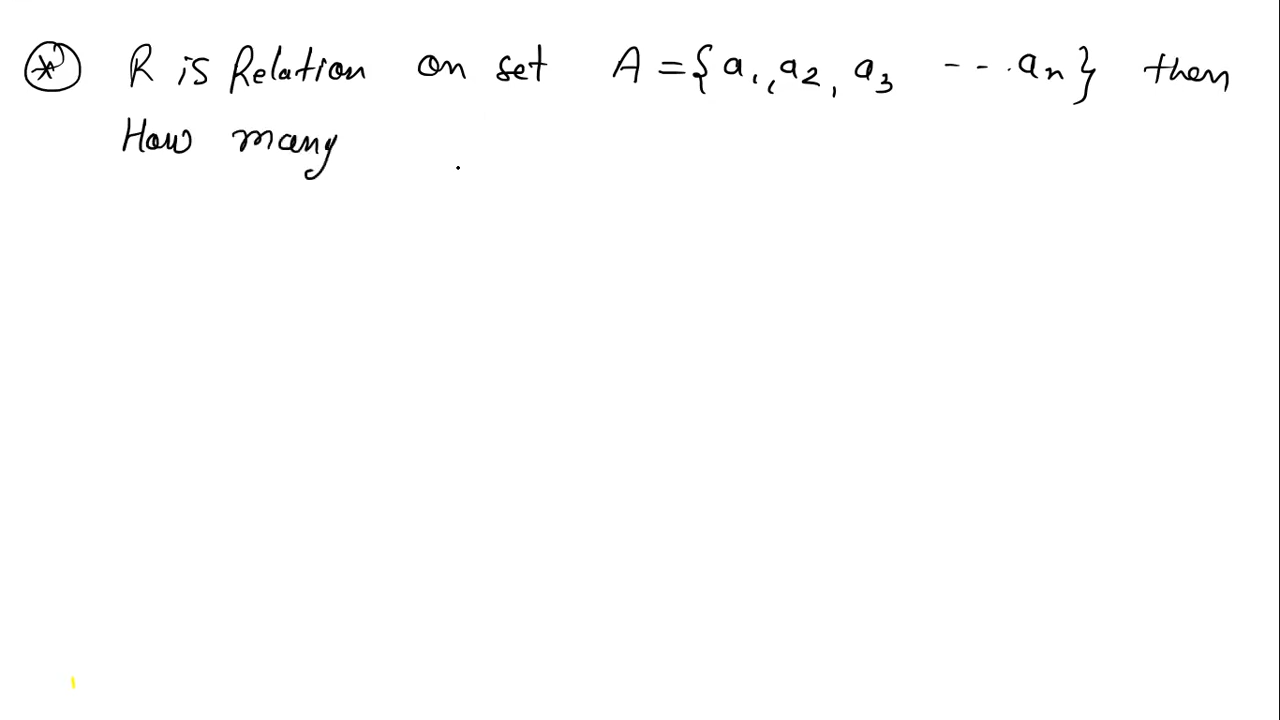 * R is Relation on set A = {a₁, a₂, a₃ --- aₙ} then
How many